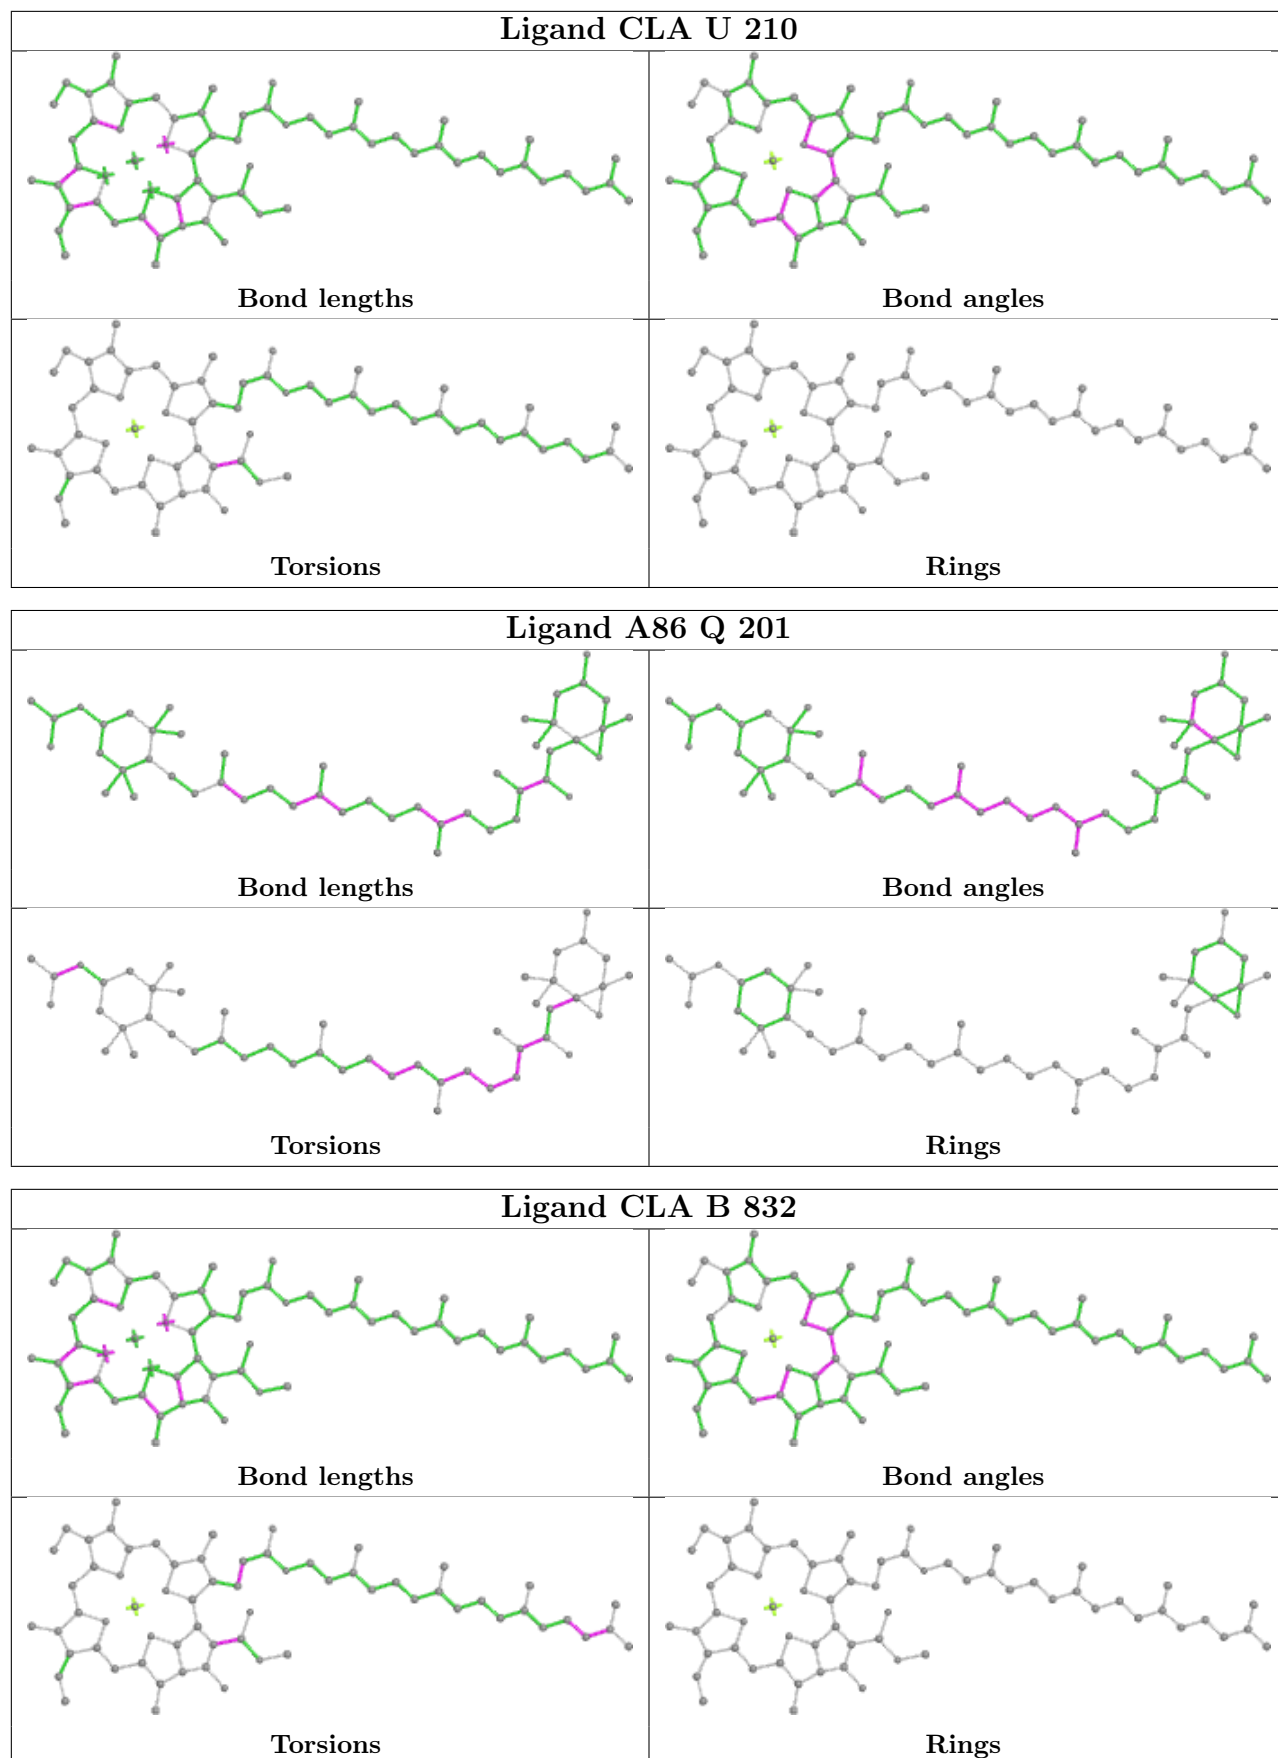 Ligand CLA U 210
Bond lengths
Bond angles
Torsions
Rings
Ligand A86 Q 201
Bond lengths
Bond angles
Torsions
Rings
Ligand CLA B 832
Bond lengths
Bond angles
Torsions
Rings